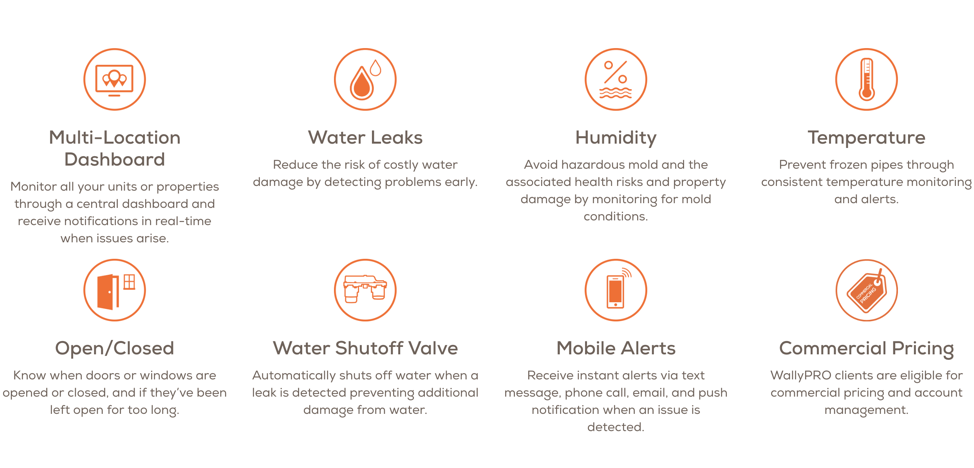 Multi-Location
Dashboard
Monitor all your units or properties
through a central dashboard and
receive notifications in real-time
when issues arise.
Water Leaks
Reduce the risk of costly water
damage by detecting problems early.
Humidity
Avoid hazardous mold and the
associated health risks and property
damage by monitoring for mold
conditions.
Temperature
Prevent frozen pipes through
consistent temperature monitoring
and alerts.
Open/Closed
Know when doors or windows are
opened or closed, and if they've been
left open for too long.
Water Shutoff Valve
Automatically shuts off water when a
leak is detected preventing additional
damage from water.
Mobile Alerts
Receive instant alerts via text
message, phone call, email, and push
notification when an issue is
detected.
COMMERCIAL
PRICING
Commercial Pricing
WallyPRO clients are eligible for
commercial pricing and account
management.